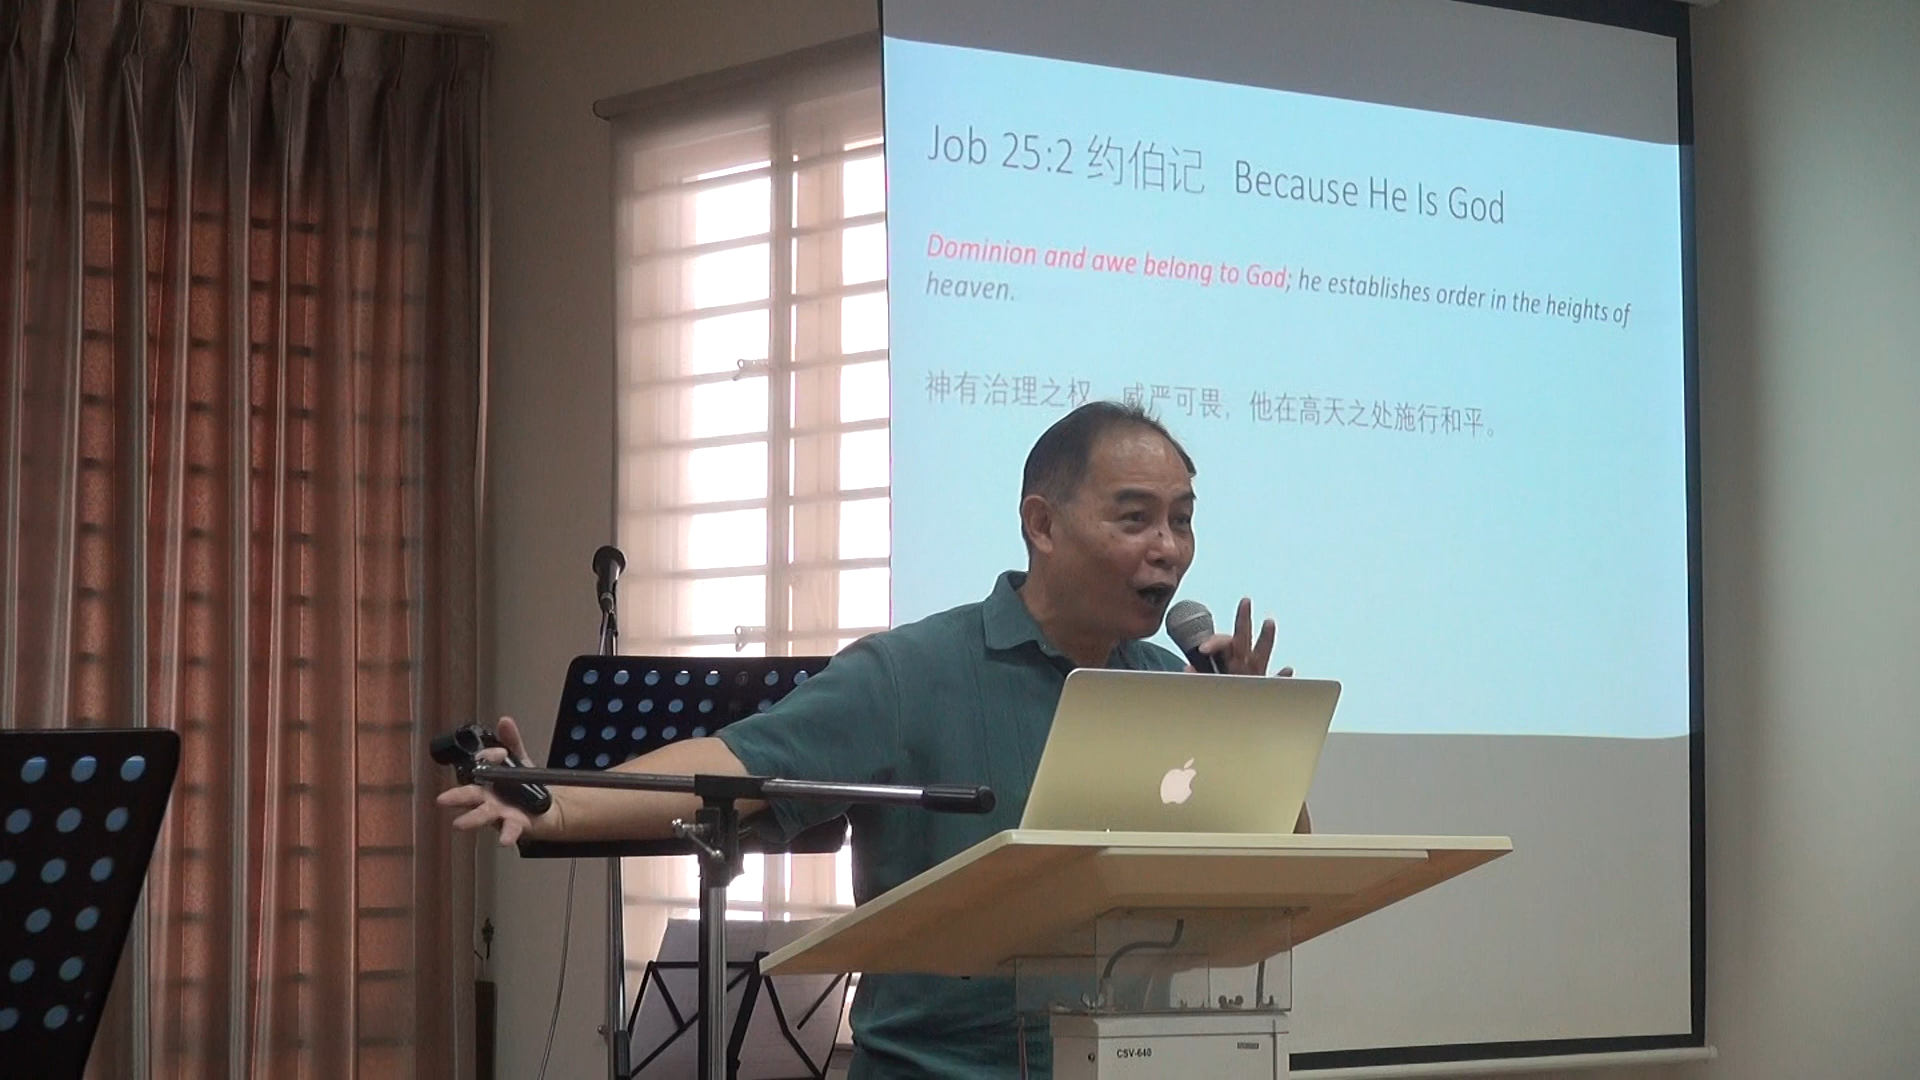 Job 25:2 约伯记 Because He Is God
Dominion and awe belong to God; he establishes order in the heights of
heaven.
神有治理之权 威严可畏，他在高天之处施行和平。
CSV-640